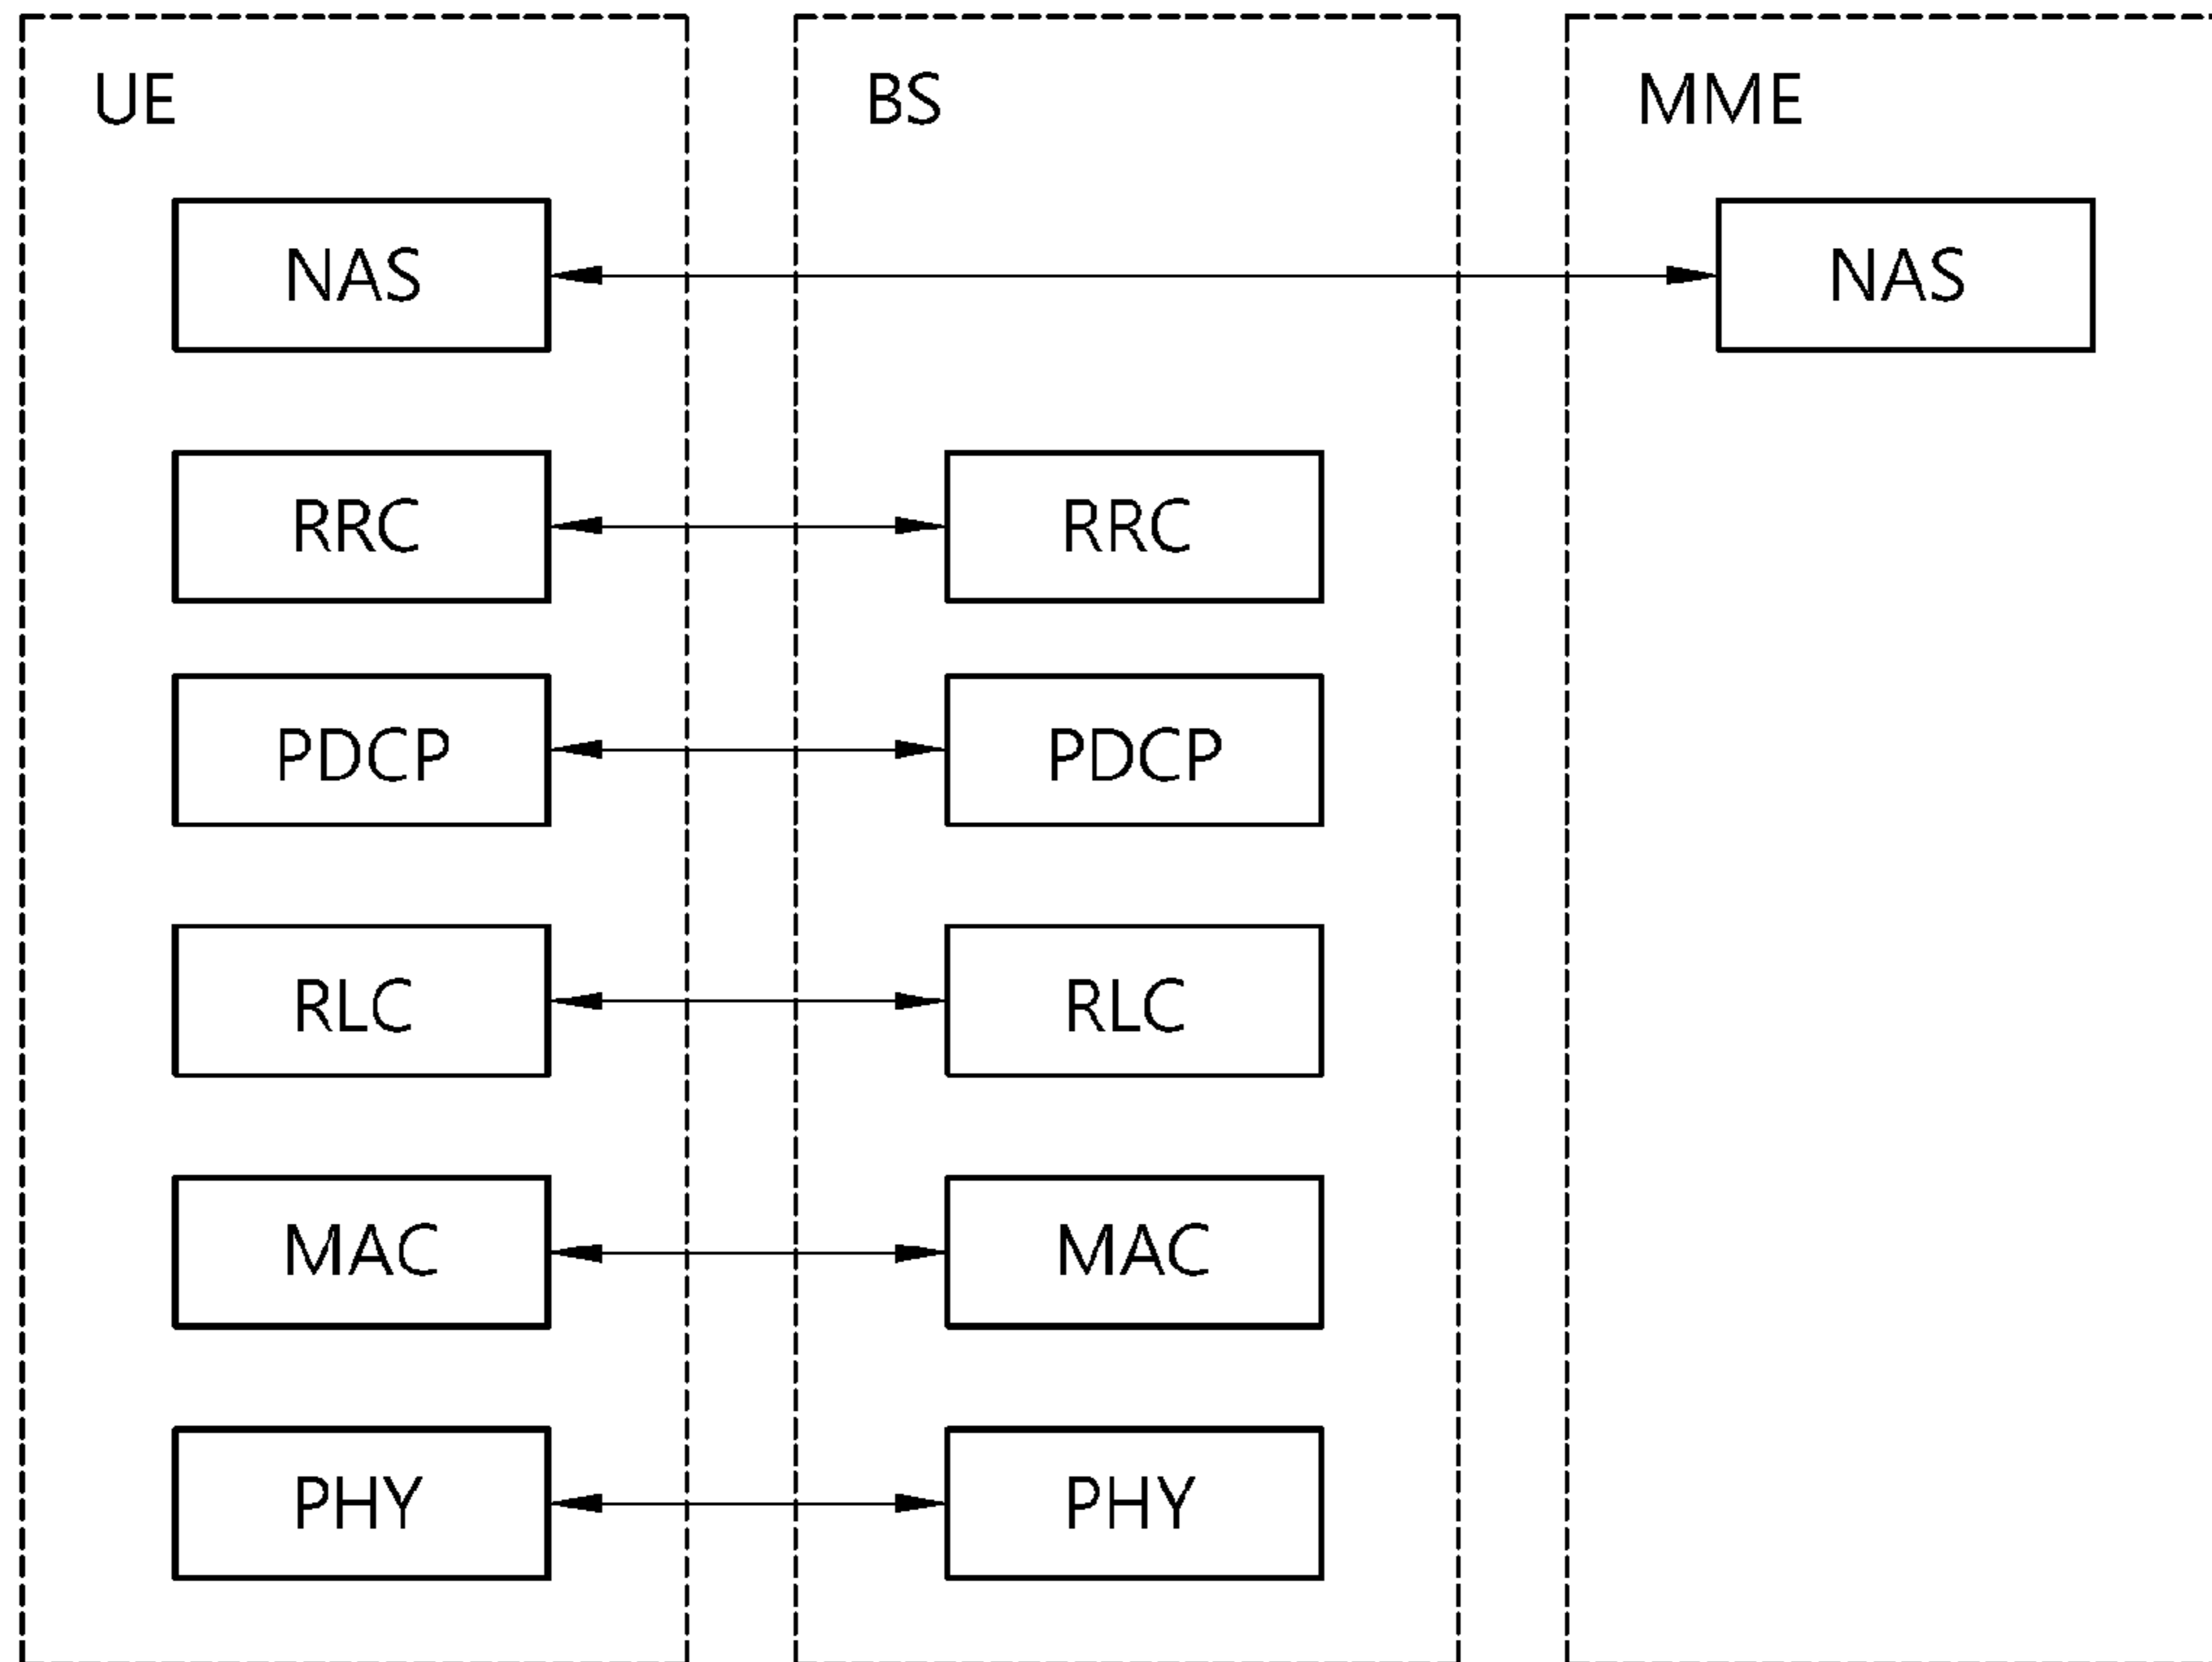 UE BS MME
NAS NAS
RRC RRC
PDCP PDCP
RLC RLC
MAC MAC
PHY PHY